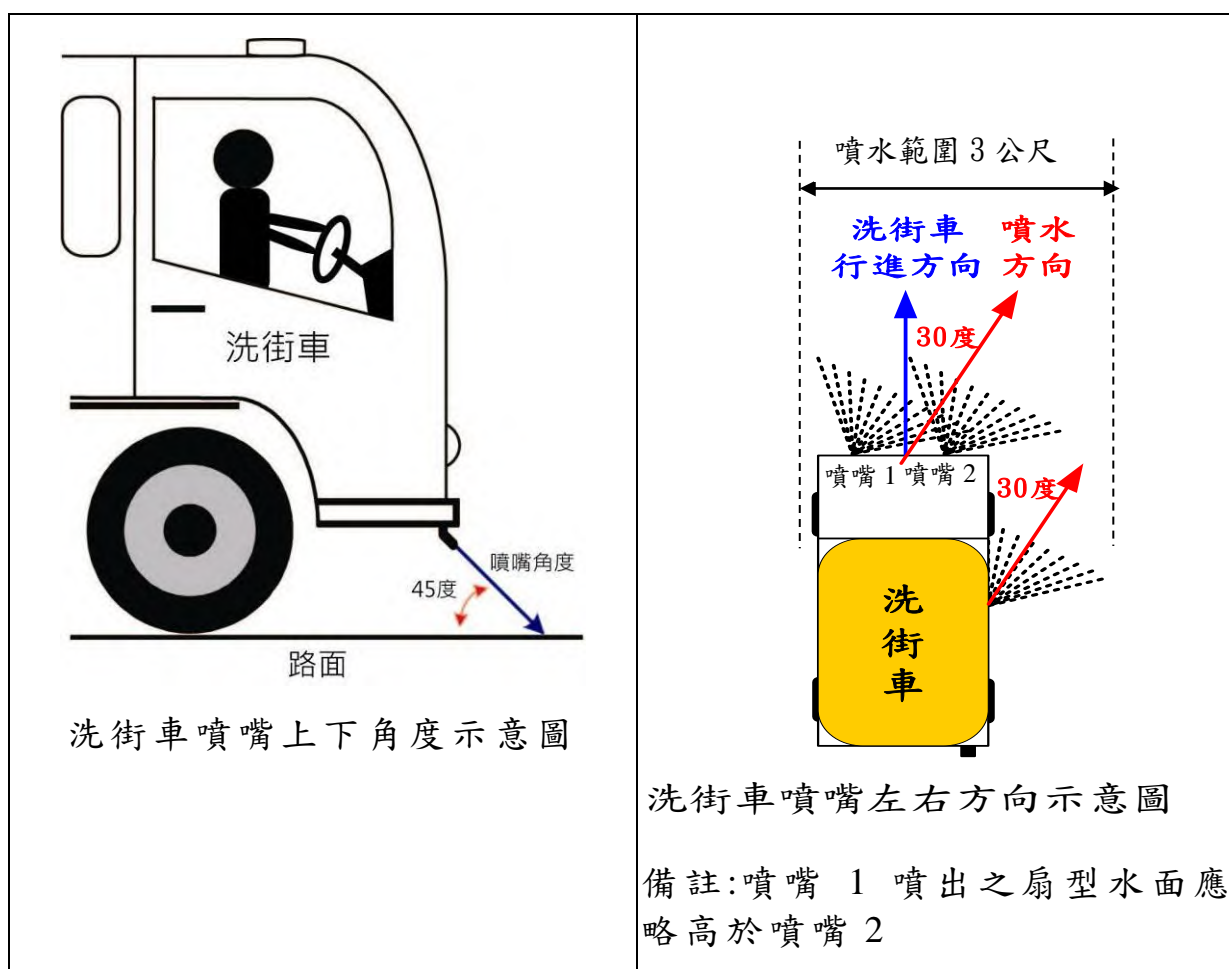 洗街車
噴嘴角度
45度
路面
洗街車噴嘴上下角度示意圖
噴水範圍 3 公尺
洗街車
行進方向
噴水
方向
30度
噴嘴 1
噴嘴 2
30度
洗
街
車
洗街車噴嘴左右方向示意圖
備註:噴嘴 1 噴出之扇型水面應
略高於噴嘴 2